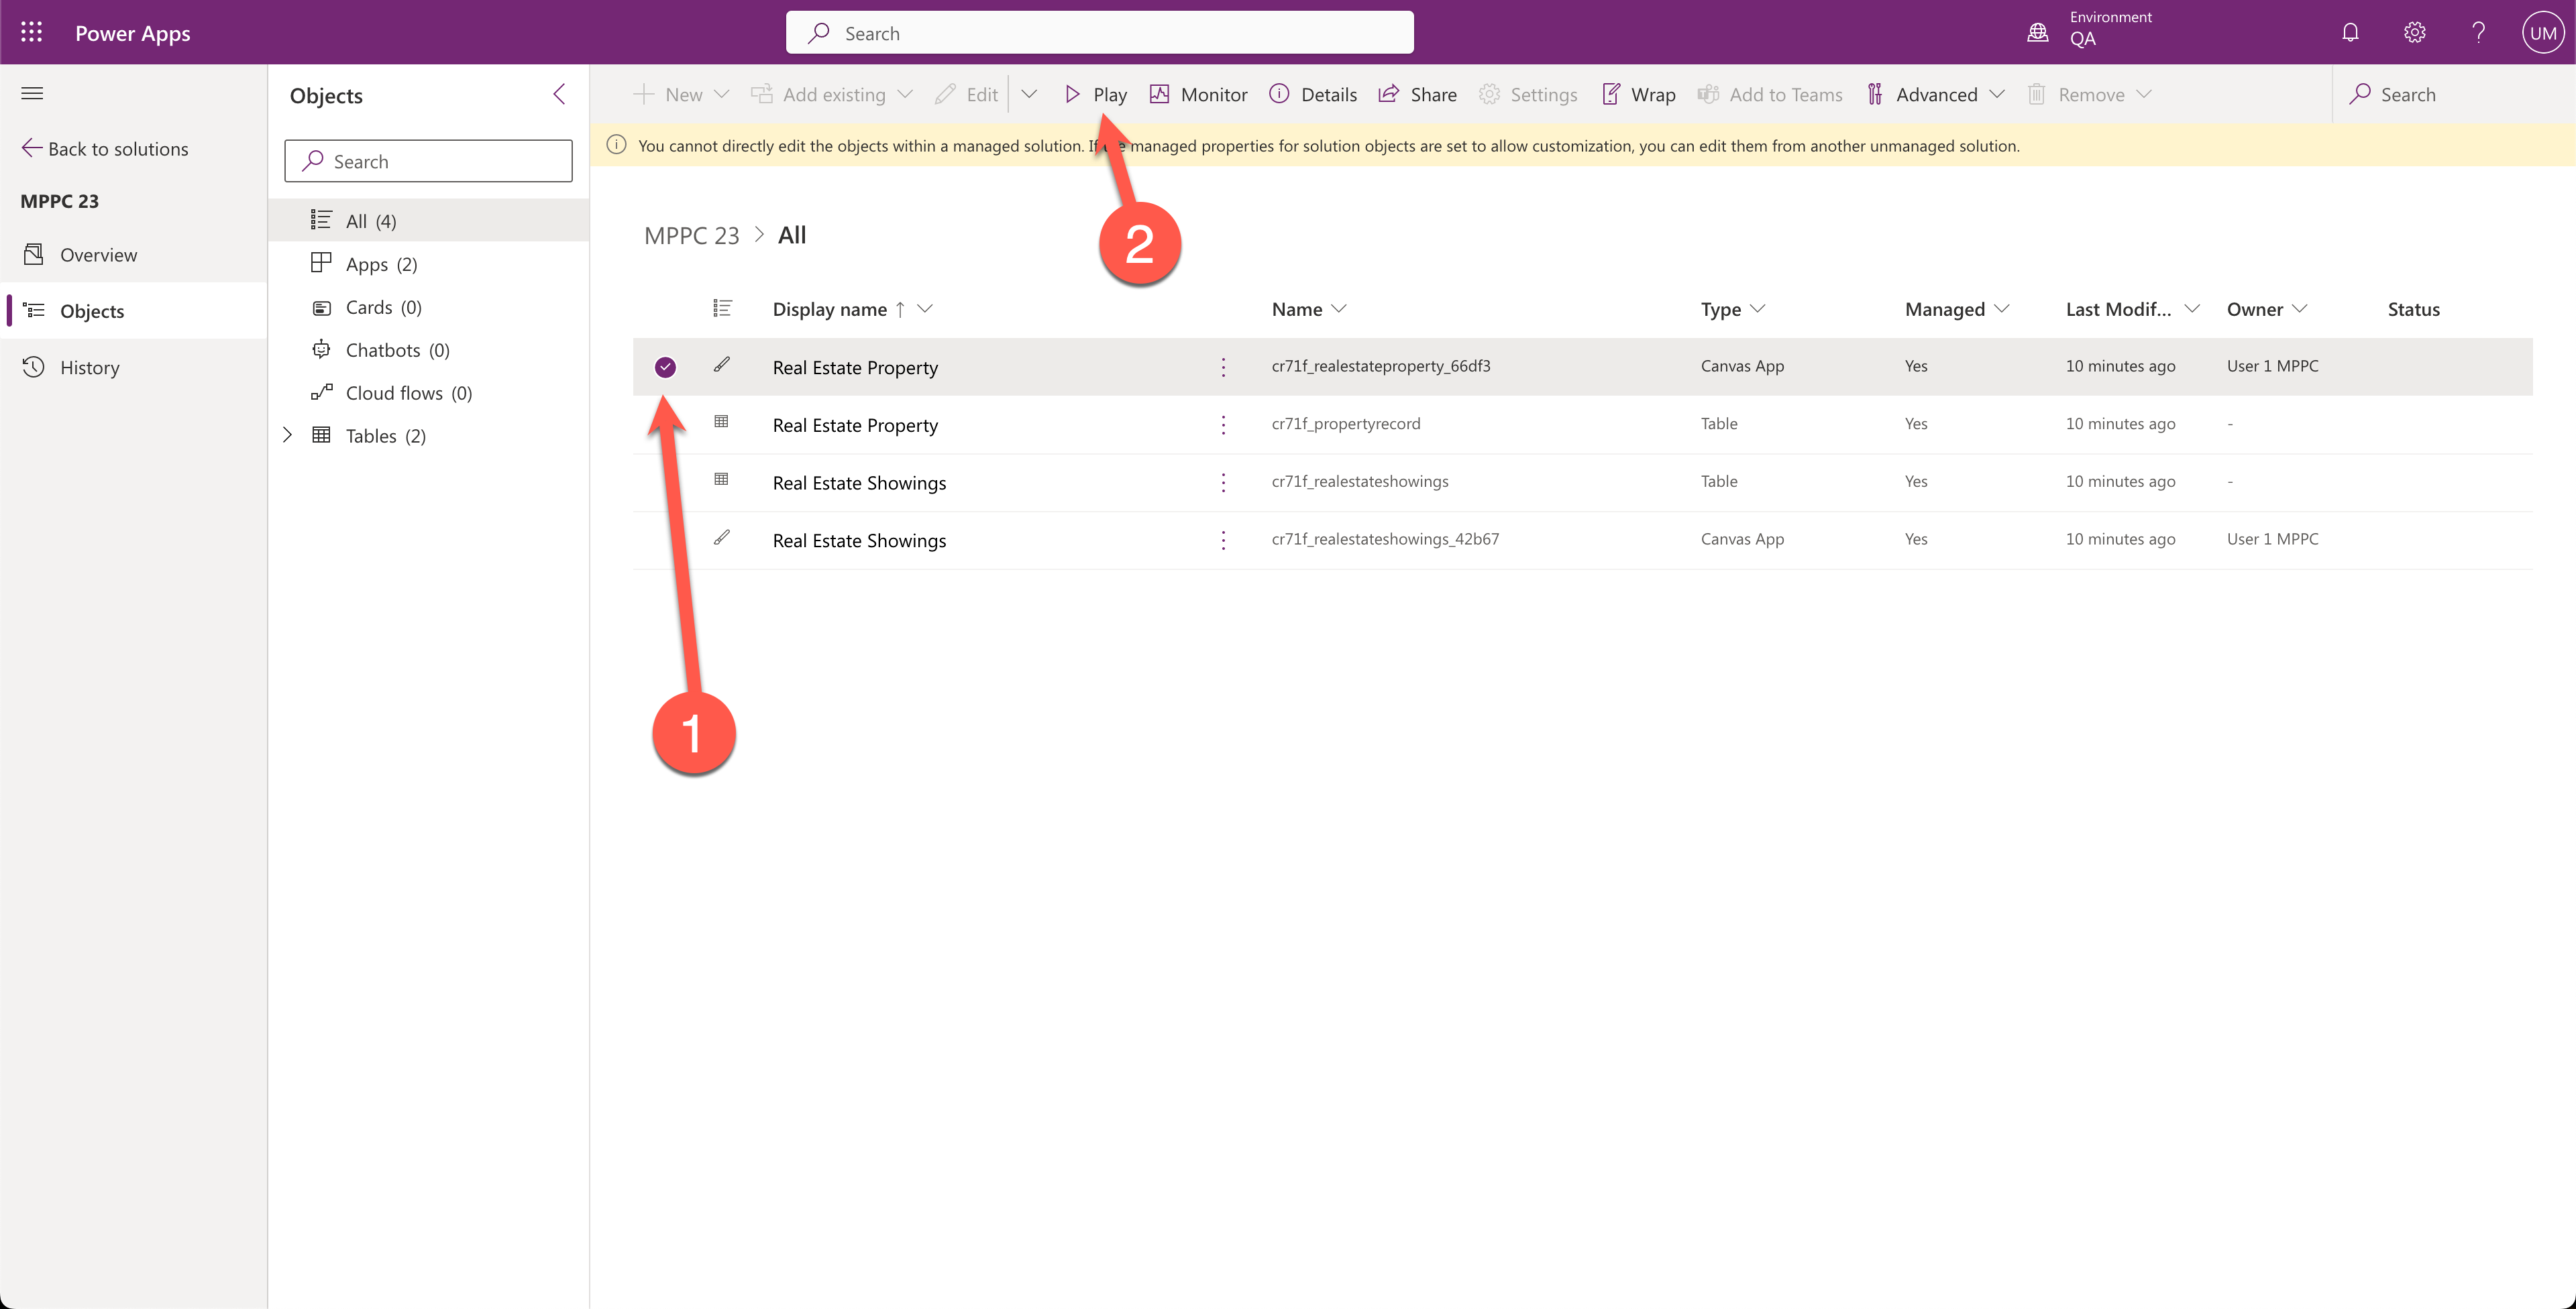 Power Apps
Search
Environment
QA
UM
Back to solutions
MPPC 23
Overview
Objects
History
Objects
Search
All (4)
Apps (2)
Cards (0)
Chatbots (0)
Cloud flows (0)
Tables (2)
New Add existing Edit Play Monitor Details Share Settings Wrap Add to Teams Advanced Remove Search
You cannot directly edit the objects within a managed solution. managed properties for solution objects are set to allow customization, you can edit them from another unmanaged solution.
2
MPPC 23 > All
Display name ↑ Name Type Managed Last Modif... Owner Status
Real Estate Property cr71f_realestateproperty_66df3 Canvas App Yes 10 minutes ago User 1 MPPC
Real Estate Property cr71f_propertyrecord Table Yes 10 minutes ago -
Real Estate Showings cr71f_realestateshowings Table Yes 10 minutes ago -
Real Estate Showings cr71f_realestateshowings_42b67 Canvas App Yes 10 minutes ago User 1 MPPC
1